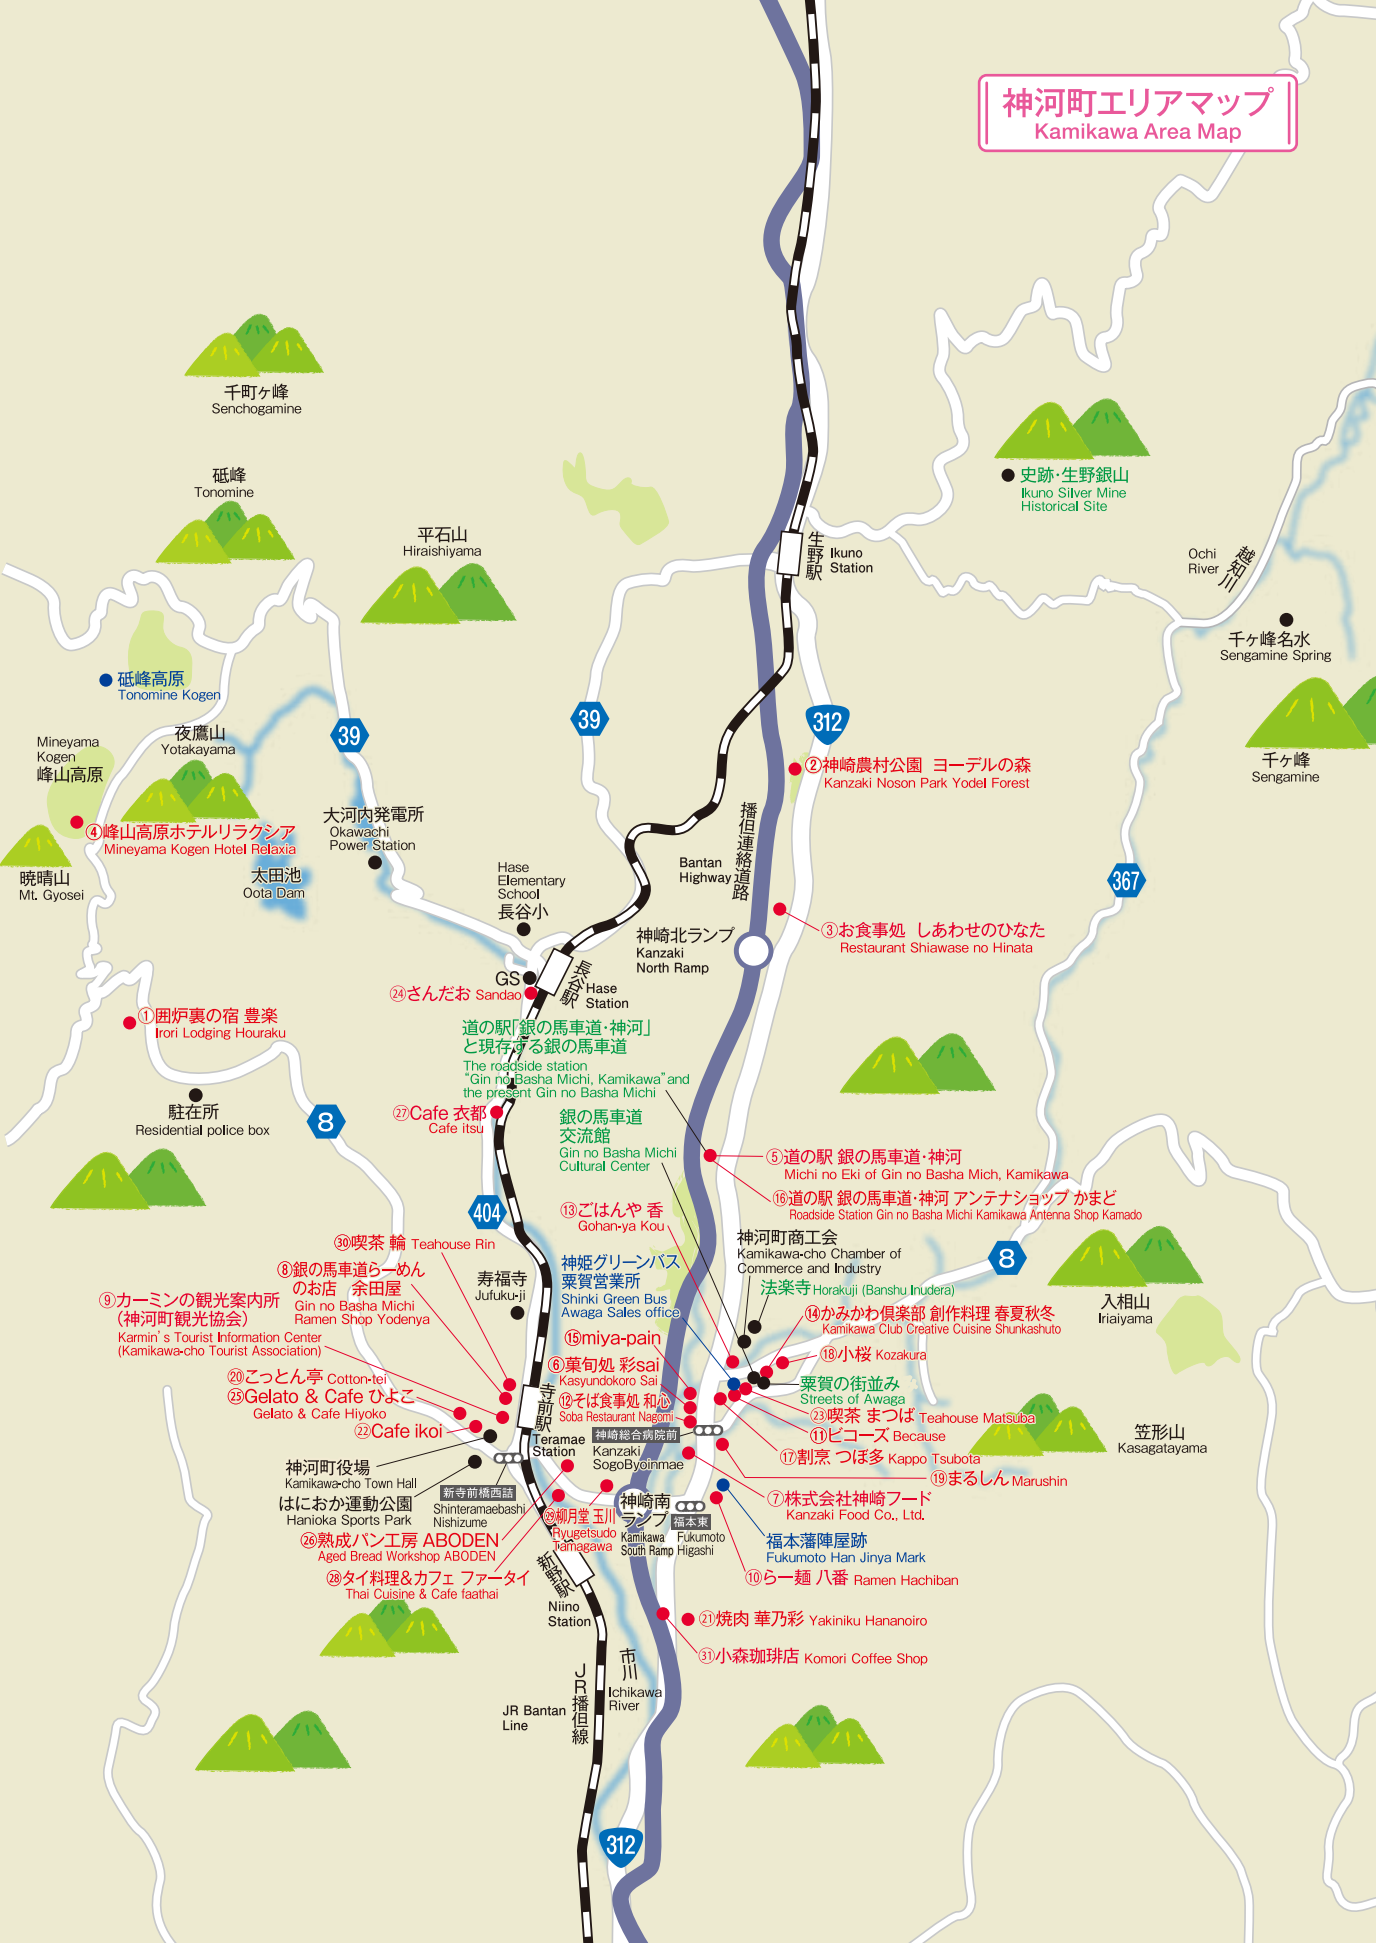 神河町エリアマップ
Kamikawa Area Map
千町ヶ峰
Senchogamine
砥峰
Tonomine
平石山
Hiraishiyama
史跡・生野銀山
Ikuno Silver Mine
Historical Site
生野駅
Ikuno
Station
Ochi
River
越知川
千ヶ峰名水
Sengamine Spring
千ヶ峰
Sengamine
砥峰高原
Tonomine Kogen
Mineyama
Kogen
峰山高原
夜鷹山
Yotakayama
39
39
312
②神崎農村公園 ヨーデルの森
Kanzaki Noson Park Yodel Forest
④峰山高原ホテルリラクシア
Mineyama Kogen Hotel Relaxia
暁晴山
Mt. Gyosei
太田池
Oota Dam
大河内発電所
Okawachi
Power Station
播但連絡道路
Bantan
Highway
367
Hase
Elementary
School
長谷小
③お食事処 しあわせのひなた
Restaurant Shiawase no Hinata
神崎北ランプ
Kanzaki
North Ramp
GS
長谷駅
Hase
Station
㉔さんだお Sandao
①囲炉裏の宿 豊楽
Irori Lodging Houraku
道の駅「銀の馬車道・神河」
と現存する銀の馬車道
The roadside station
“Gin no Basha Michi, Kamikawa”and
the present Gin no Basha Michi
駐在所
Residential police box
8
㉗Cafe 衣都
Cafe itsu
銀の馬車道
交流館
Gin no Basha Michi
Cultural Center
⑤道の駅 銀の馬車道・神河
Michi no Eki of Gin no Basha Mich, Kamikawa
⑯道の駅 銀の馬車道・神河 アンテナショップ かまど
Roadside Station Gin no Basha Michi Kamikawa Antenna Shop Kamado
404
⑬ごはんや 香
Gohan-ya Kou
神河町商工会
Kamikawa-cho Chamber of
Commerce and Industry
8
㉚喫茶 輪 Teahouse Rin
⑧銀の馬車道らーめん
のお店 余田屋
Gin no Basha Michi
Ramen Shop Yodenya
寿福寺
Jufuku-ji
神姫グリーンバス
粟賀営業所
Shinki Green Bus
Awaga Sales office
法楽寺 Horakuji (Banshu Inudera)
入相山
Iriaiyama
⑨カーミンの観光案内所
(神河町観光協会)
Karmin's Tourist Information Center
(Kamikawa-cho Tourist Association)
⑭かみかわ倶楽部 創作料理 春夏秋冬
Kamikawa Club Creative Cuisine Shunkashuto
⑮miya-pain
⑱小桜 Kozakura
⑥菓旬処 彩sai
Kasyundokoro Sai
⑳こっとん亭 Cotton-tei
㉕Gelato & Cafe ひよこ
Gelato & Cafe Hiyoko
粟賀の街並み
Streets of Awaga
⑫そば食事処 和心
Soba Restaurant Nagomi
寺前駅
Teramae
Station
㉒Cafe ikoi
㉓喫茶 まつば Teahouse Matsuba
⑪ビコーズ Because
神崎総合病院前
Kanzaki
SogoByoinmae
笠形山
Kasagatayama
⑰割烹 つぼ多 Kappo Tsubota
神河町役場
Kamikawa-cho Town Hall
⑲まるしん Marushin
新寺前橋西詰
Shinteramaebashi
Nishizume
はにおか運動公園
Hanioka Sports Park
⑦株式会社神崎フード
Kanzaki Food Co., Ltd.
神崎南
ランプ
Kamikawa
South Ramp
福本東
Fukumoto
Higashi
㉙柳月堂 玉川
Ryugetsudo
Tamagawa
㉖熟成パン工房 ABODEN
Aged Bread Workshop ABODEN
福本藩陣屋跡
Fukumoto Han Jinya Mark
㉘タイ料理&カフェ ファータイ
Thai Cuisine & Cafe faathai
⑩らー麺 八番 Ramen Hachiban
新野駅
Niino
Station
㉑焼肉 華乃彩 Yakiniku Hananoiro
㉛小森珈琲店 Komori Coffee Shop
市川
Ichikawa
River
JR播但線
JR Bantan
Line
312